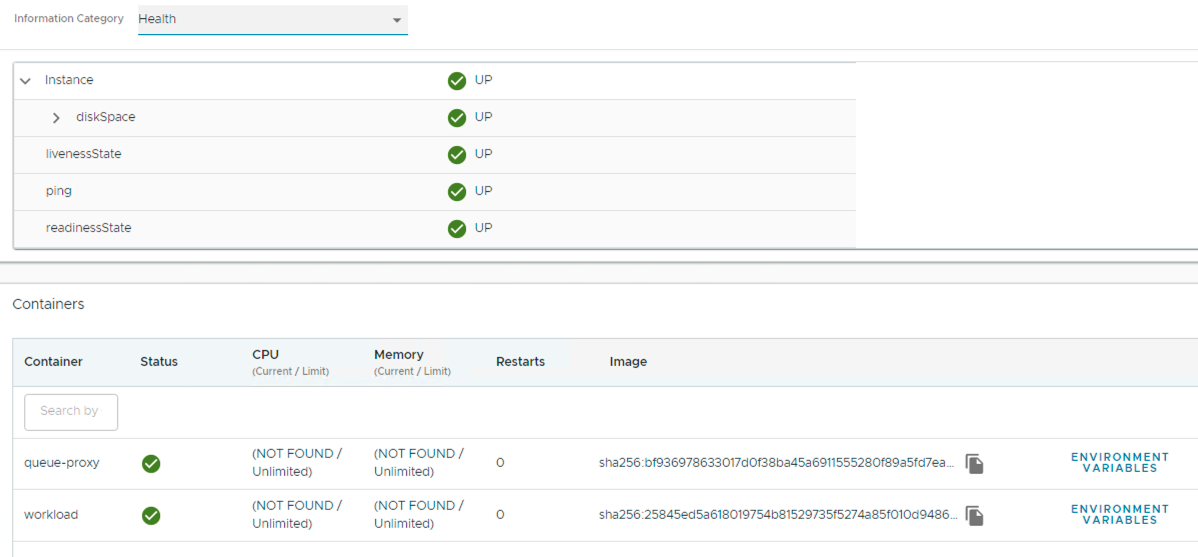 Information Category Health
Instance UP
diskSpace UP
livenessState UP
ping UP
readinessState UP
Containers
Container Status CPU (Current / Limit) Memory (Current / Limit) Restarts Image
Search by
queue-proxy (NOT FOUND / Unlimited) (NOT FOUND / Unlimited) 0 sha256:bf936978633017d0f38ba45a6911555280f89a5fd7ea... ENVIRONMENT VARIABLES
workload (NOT FOUND / Unlimited) (NOT FOUND / Unlimited) 0 sha256:25845ed5a618019754b81529735f5274a85f010d9486... ENVIRONMENT VARIABLES